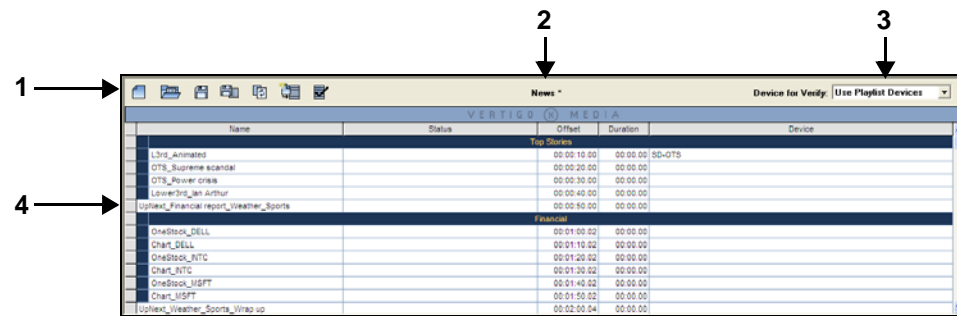 2
3
1
News *
Device for Verify: Use Playlist Devices
VERTIGO MEDIA
Name Status Offset Duration Device
Top Stories
L3rd_Animated 00:00:10.00 00:00.00 SD-OTS
OTS_Supreme scandal 00:00:20.00 00:00.00
OTS_Power crisis 00:00:30.00 00:00.00
Lower3rd_Ian Arthur 00:00:40.00 00:00.00
4
UpNext_Financial report_Weather_Sports 00:00:50.00 00:00.00
Financial
OneStock_DELL 00:01:00.02 00:00.00
Chart_DELL 00:01:10.02 00:00.00
OneStock_INTC 00:01:20.02 00:00.00
Chart_INTC 00:01:30.02 00:00.00
OneStock_MSFT 00:01:40.02 00:00.00
Chart_MSFT 00:01:50.02 00:00.00
UpNext_Weather_Sports_Wrap up 00:02:00.04 00:00.00